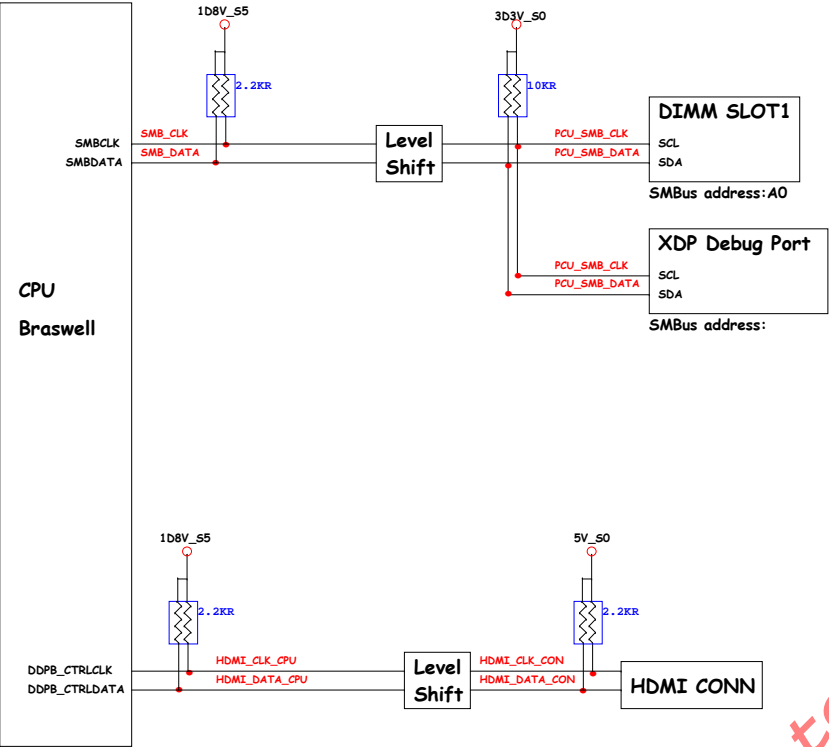 1D8V_S5
3D3V_S0
2.2KR
10KR
DIMM SLOT1
SMBCLK
SMB_CLK
Level
Shift
PCU_SMB_CLK
SCL
SMBDATA
SMB_DATA
PCU_SMB_DATA
SDA
SMBus address:A0
XDP Debug Port
PCU_SMB_CLK
SCL
PCU_SMB_DATA
SDA
SMBus address:
CPU
Braswell
1D8V_S5
5V_S0
2.2KR
2.2KR
DDPB_CTRLCLK
HDMI_CLK_CPU
Level
Shift
HDMI_CLK_CON
DDPB_CTRLDATA
HDMI_DATA_CPU
HDMI_DATA_CON
HDMI CONN